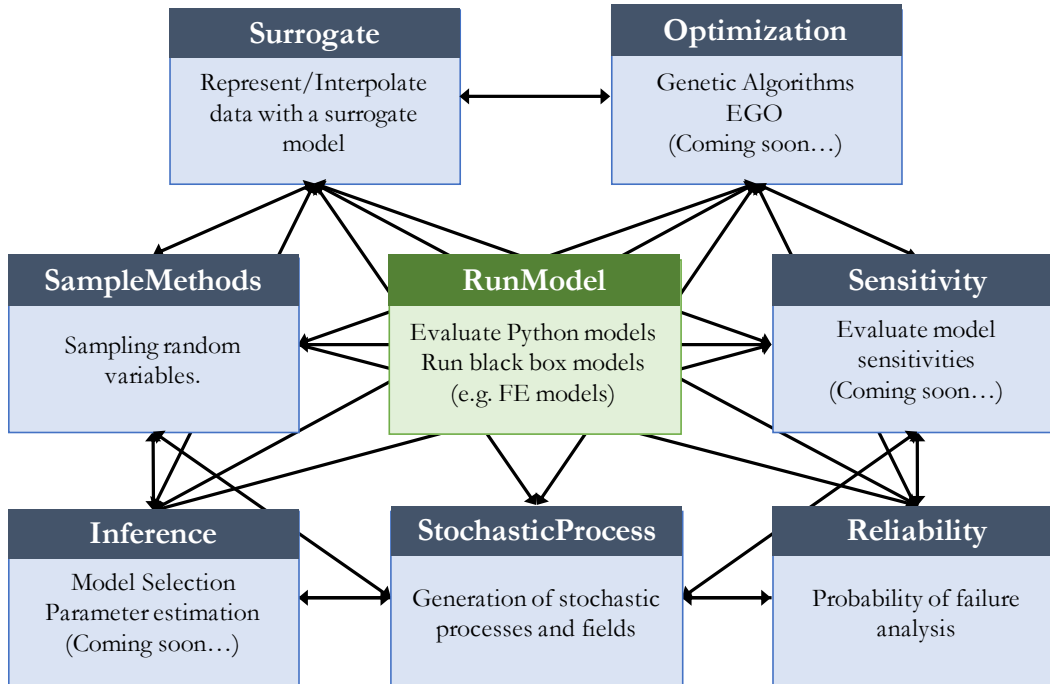 Surrogate
Represent/Interpolate
data with a surrogate
model
Optimization
Genetic Algorithms
EGO
(Coming soon…)
SampleMethods
Sampling random
variables.
RunModel
Evaluate Python models
Run black box models
(e.g. FE models)
Sensitivity
Evaluate model
sensitivities
(Coming soon…)
Inference
Model Selection
Parameter estimation
(Coming soon…)
StochasticProcess
Generation of stochastic
processes and fields
Reliability
Probability of failure
analysis